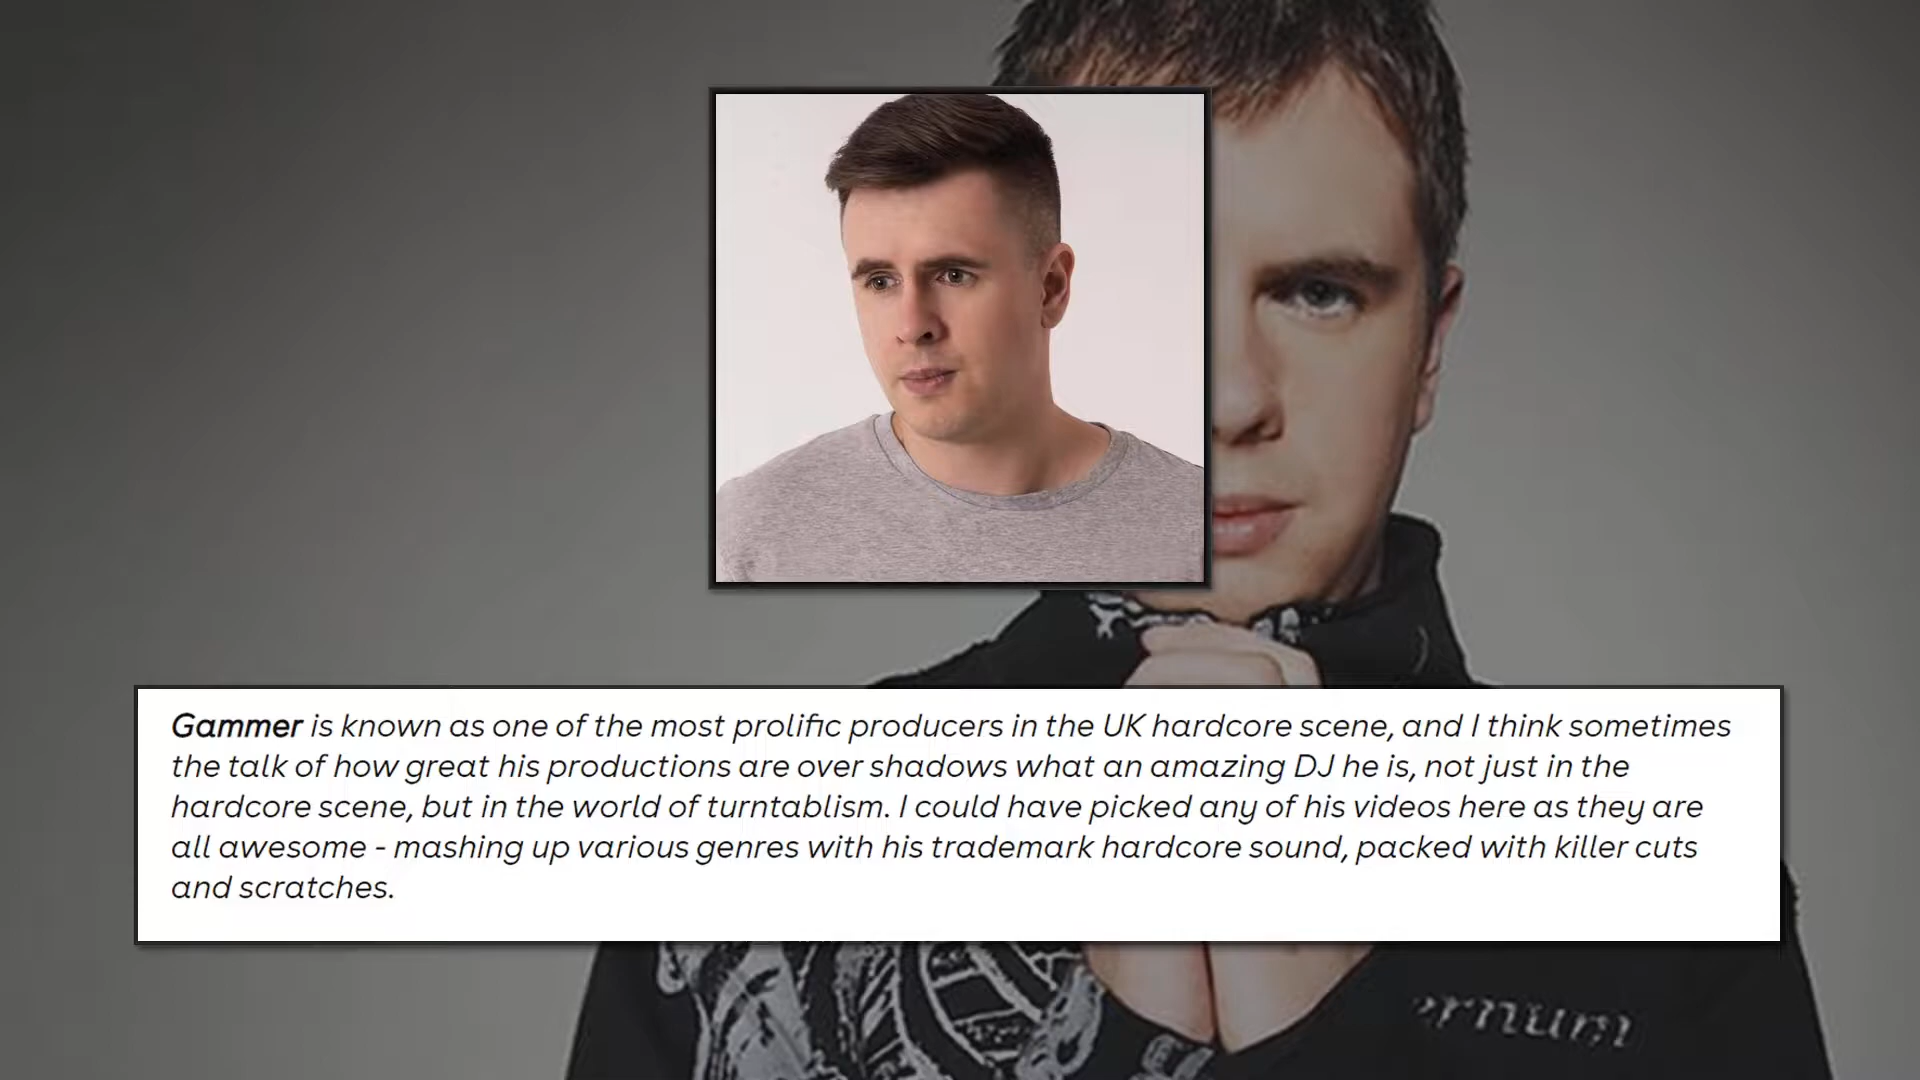 Gammer is known as one of the most prolific producers in the UK hardcore scene, and I think sometimes
the talk of how great his productions are over shadows what an amazing DJ he is, not just in the
hardcore scene, but in the world of turntablism. I could have picked any of his videos here as they are
all awesome - mashing up various genres with his trademark hardcore sound, packed with killer cuts
and scratches.